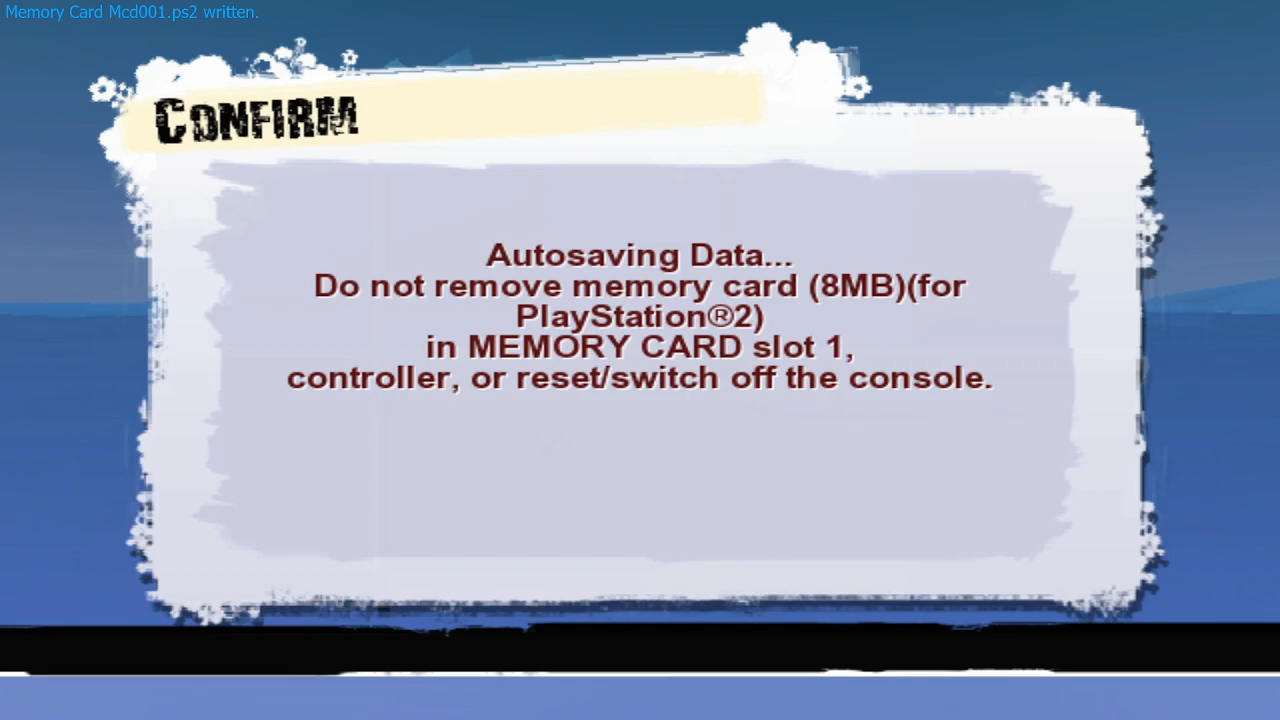 Memory Card Mcd001.ps2 written.
CONFIRM
Autosaving Data...
Do not remove memory card (8MB)(for
PlayStation®2)
in MEMORY CARD slot 1,
controller, or reset/switch off the console.